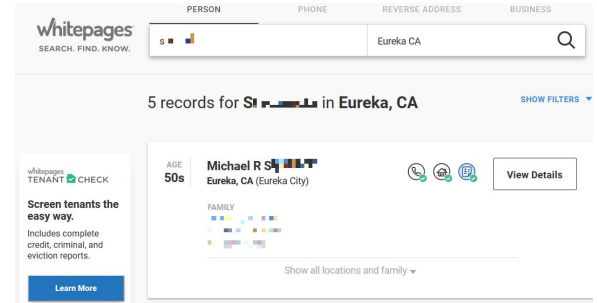 PERSON PHONE REVERSE ADDRESS BUSINESS
whitepages
SEARCH. FIND. KNOW.
s
Eureka CA
5 records for S in Eureka, CA
SHOW FILTERS
whitepages
TENANT CHECK
Screen tenants the
easy way.
Includes complete
credit, criminal, and
eviction reports.
Learn More
AGE
50s
Michael R S
Eureka, CA (Eureka City)
View Details
FAMILY
Show all locations and family